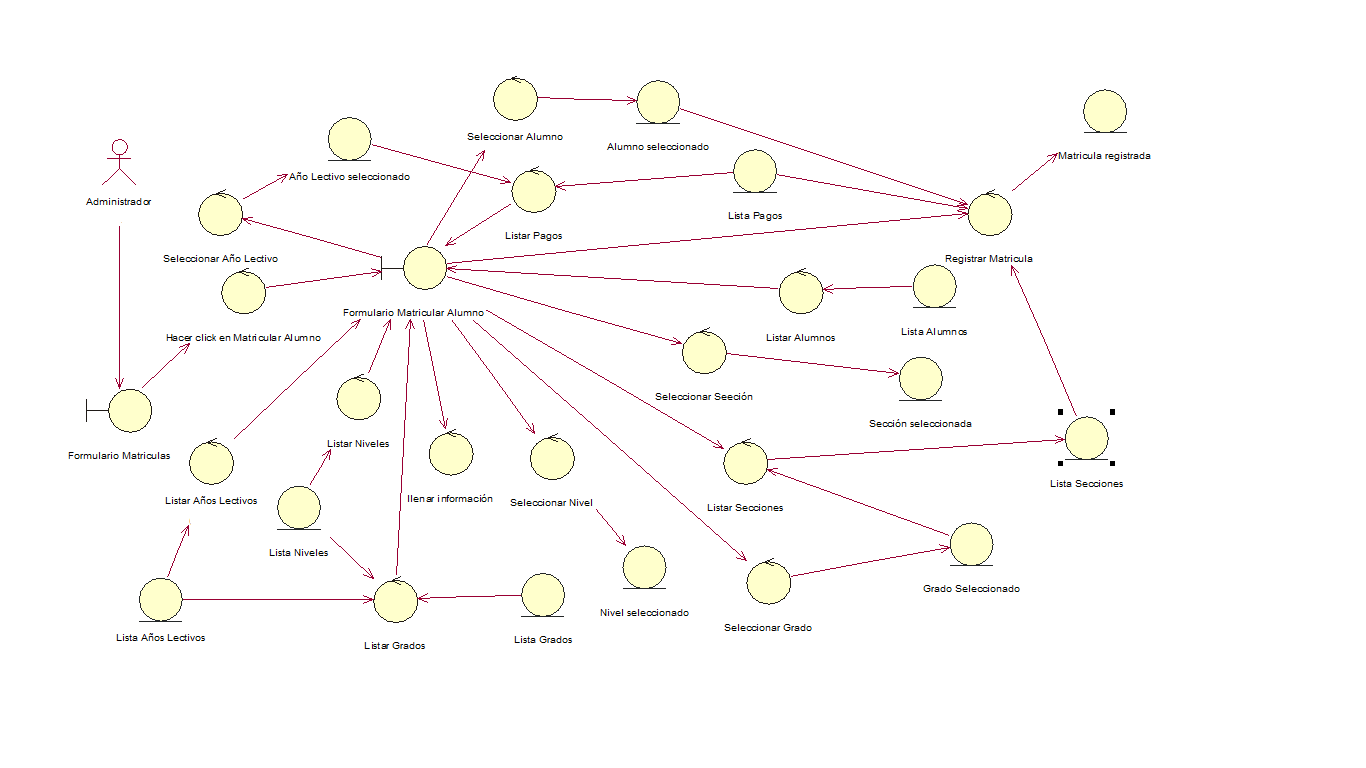 Seleccionar Alumno
Alumno seleccionado
Matricula registrada
Año Lectivo seleccionado
Administrador
Lista Pagos
Listar Pagos
Seleccionar Año Lectivo
Registrar Matricula
Formulario Matricular Alumno
Hacer click en Matricular Alumno
Listar Alumnos
Lista Alumnos
Seleccionar Seeción
Sección seleccionada
Listar Niveles
Formulario Matriculas
Lista Secciones
Listar Años Lectivos
llenar información
Seleccionar Nivel
Listar Secciones
Lista Niveles
Grado Seleccionado
Nivel seleccionado
Seleccionar Grado
Lista Años Lectivos
Lista Grados
Listar Grados